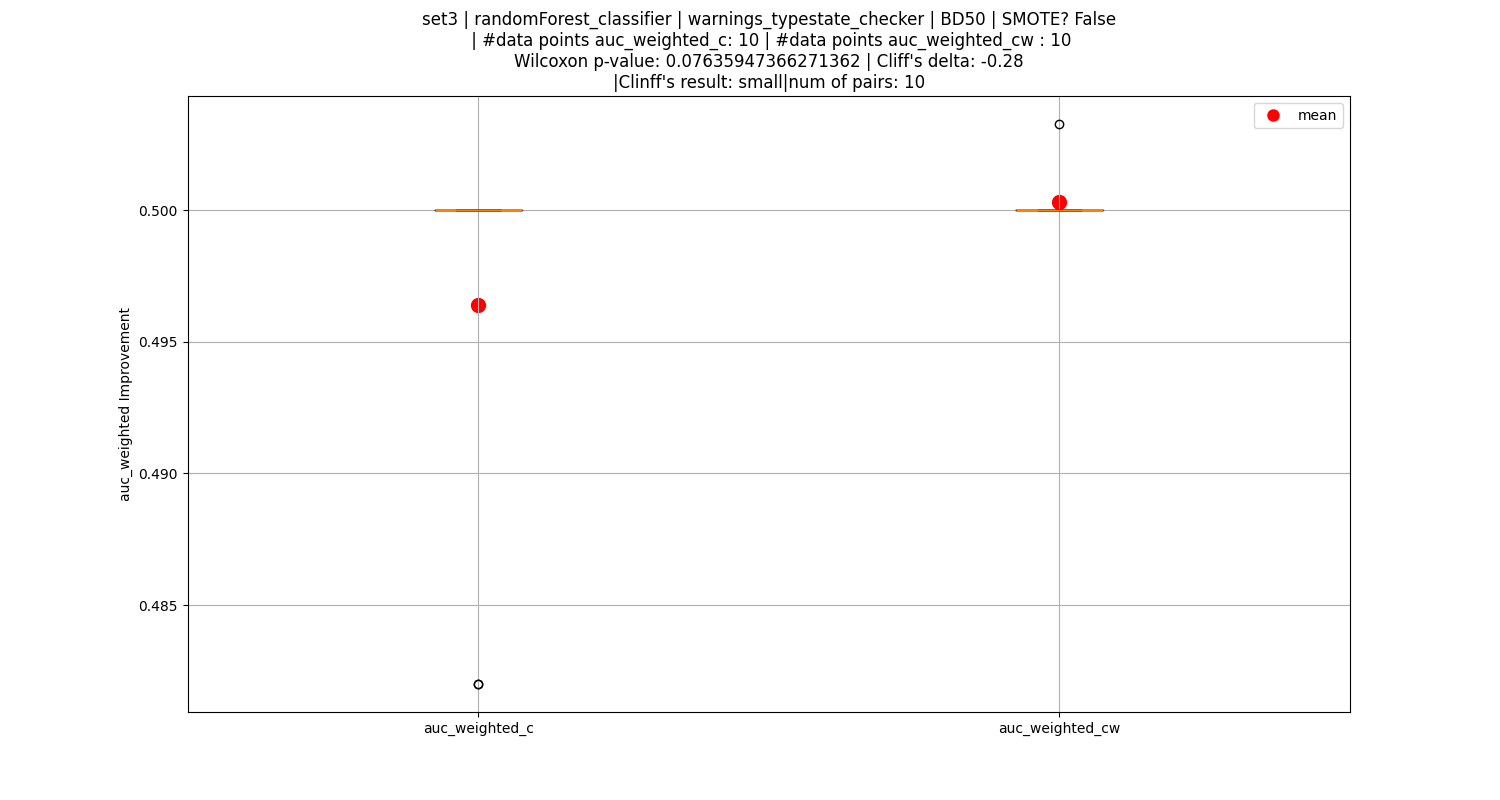 set3 | randomForest_classifier | warnings_typestate_checker | BD50 | SMOTE? False
| #data points auc_weighted_c: 10 | #data points auc_weighted_cw : 10
Wilcoxon p-value: 0.07635947366271362 | Cliff's delta: -0.28
|Clinff's result: small|num of pairs: 10
mean
0.500
0.495
0.490
0.485
auc_weighted Improvement
auc_weighted_c
auc_weighted_cw